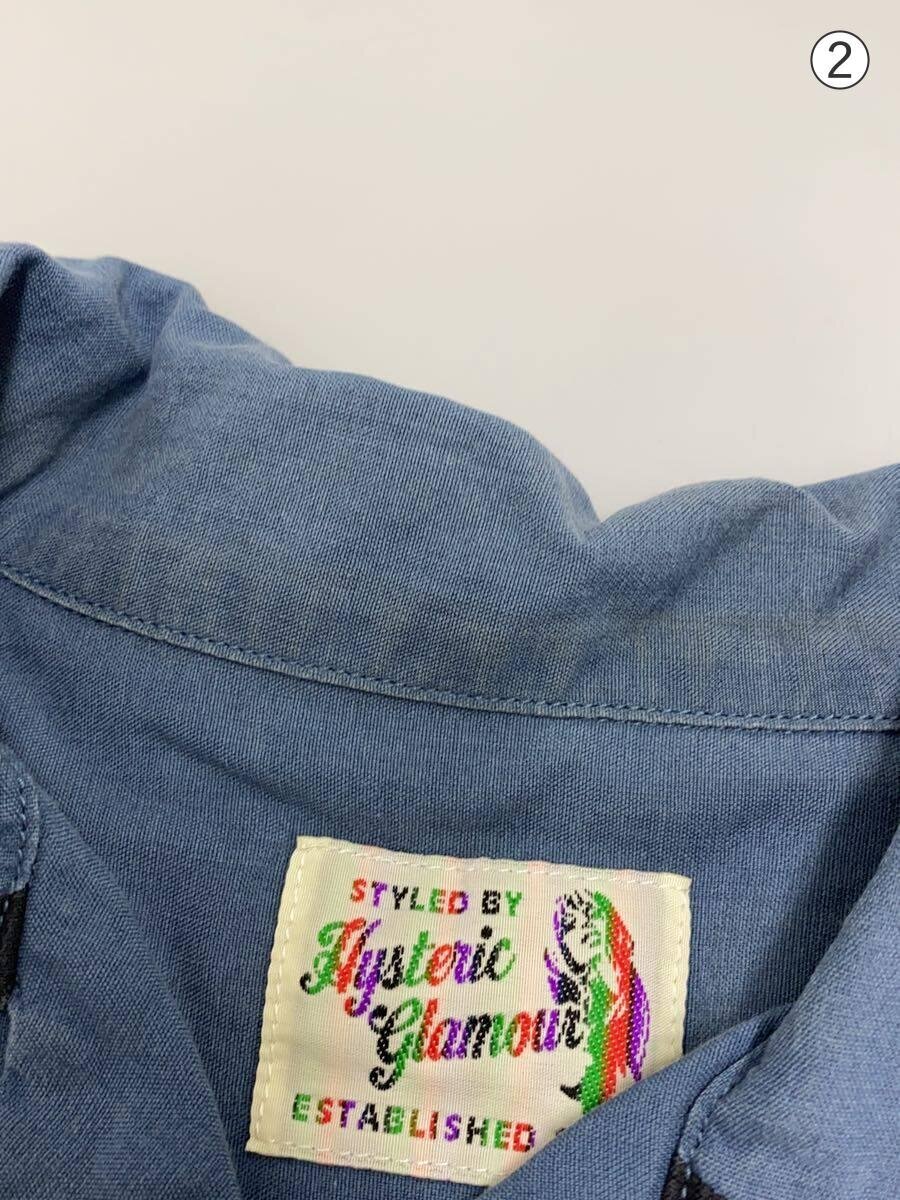 ②
STYLED BY
Hysteric
Glamour
ESTABLISHED